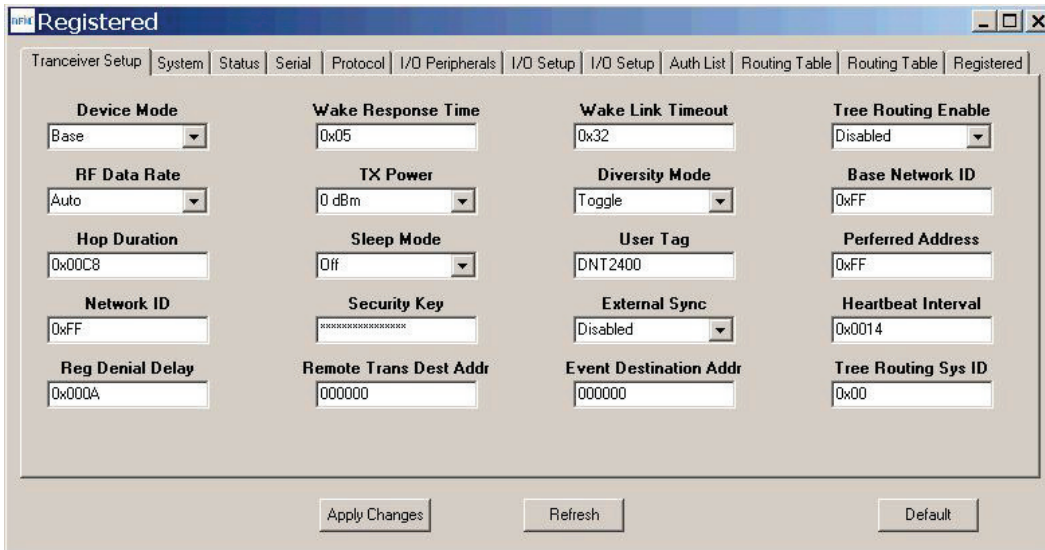 RFM Registered
Tranceiver Setup System Status Serial Protocol I/O Peripherals I/O Setup I/O Setup Auth List Routing Table Routing Table Registered
Device Mode Wake Response Time Wake Link Timeout Tree Routing Enable
Base 0x05 0x32 Disabled
RF Data Rate TX Power Diversity Mode Base Network ID
Auto 0 dBm Toggle 0xFF
Hop Duration Sleep Mode User Tag Perferred Address
0x00C8 Off DNT2400 0xFF
Network ID Security Key External Sync Heartbeat Interval
0xFF **************** Disabled 0x0014
Reg Denial Delay Remote Trans Dest Addr Event Destination Addr Tree Routing Sys ID
0x000A 000000 000000 0x00
Apply Changes Refresh Default